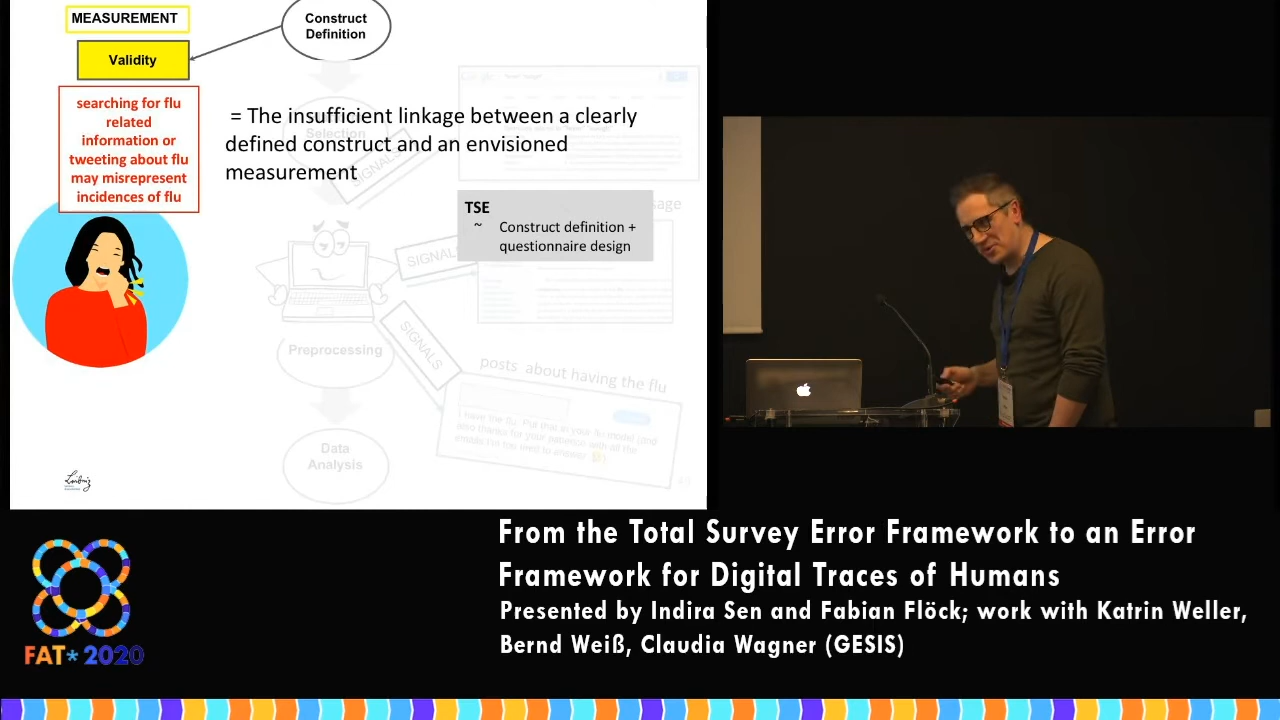 MEASUREMENT
Construct
Definition
Validity
searching for flu
related
information or
tweeting about flu
may misrepresent
incidences of flu
= The insufficient linkage between a clearly
defined construct and an envisioned
measurement
Selection
SIGNALS
TSE
~ Construct definition +
questionnaire design
SIGNALS
SIGNALS
Preprocessing
posts about having the flu
Data
Analysis
Leibniz
From the Total Survey Error Framework to an Error
Framework for Digital Traces of Humans
Presented by Indira Sen and Fabian Flöck; work with Katrin Weller,
Bernd Weiß, Claudia Wagner (GESIS)
FAT* 2020